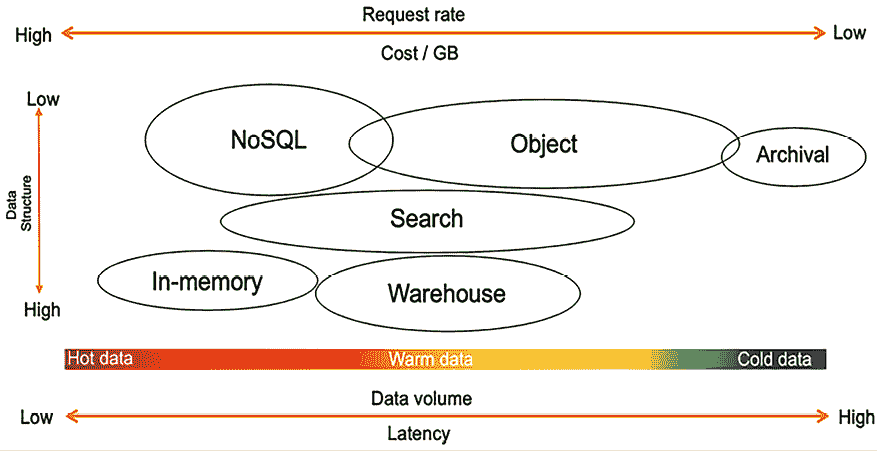 Request rate
High
Low
Cost / GB
Low
NoSQL
Object
Archival
Data
Structure
Search
In-memory
Warehouse
High
Hot data
Warm data
Cold data
Data volume
Low
High
Latency